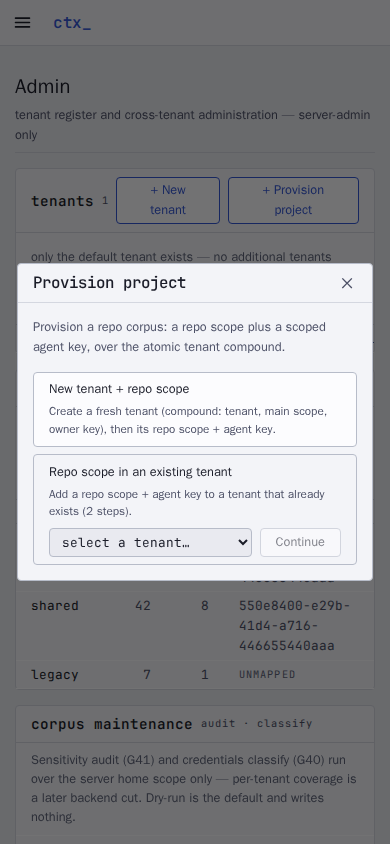 ctx_
Admin
tenant register and cross-tenant administration — server-admin
only
tenants 1
+ New
tenant
+ Provision
project
only the default tenant exists — no additional tenants
Provision project
Provision a repo corpus: a repo scope plus a scoped
agent key, over the atomic tenant compound.
New tenant + repo scope
Create a fresh tenant (compound: tenant, main scope,
owner key), then its repo scope + agent key.
Repo scope in an existing tenant
Add a repo scope + agent key to a tenant that already
exists (2 steps).
select a tenant…
Continue
shared 42 8 550e8400-e29b-
41d4-a716-
446655440aaa
legacy 7 1 UNMAPPED
corpus maintenance audit · classify
Sensitivity audit (G41) and credentials classify (G40) run
over the server home scope only — per-tenant coverage is
a later backend cut. Dry-run is the default and writes
nothing.